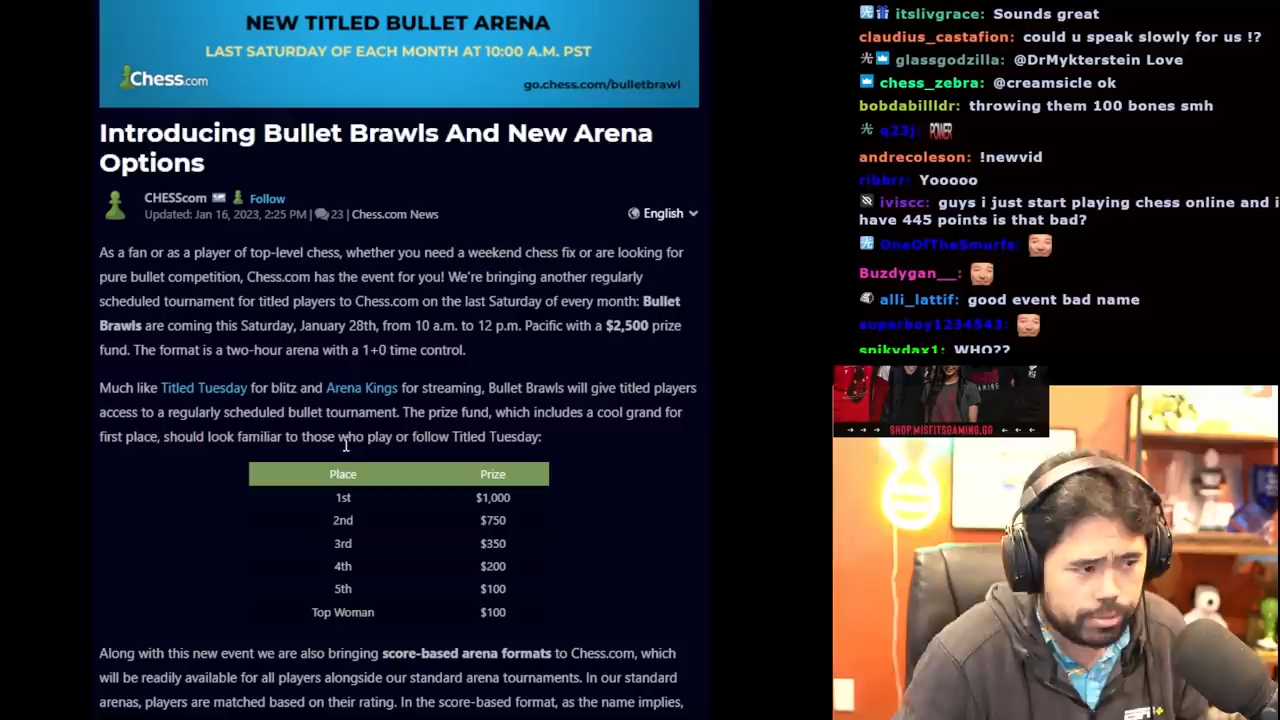 NEW TITLED BULLET ARENA
LAST SATURDAY OF EACH MONTH AT 10:00 A.M. PST
Chess.com
go.chess.com/bulletbrawl
Introducing Bullet Brawls And New Arena
Options
CHESScom Follow
Updated: Jan 16, 2023, 2:25 PM | 23 | Chess.com News
English
As a fan or as a player of top-level chess, whether you need a weekend chess fix or are looking for
pure bullet competition, Chess.com has the event for you! We're bringing another regularly
scheduled tournament for titled players to Chess.com on the last Saturday of every month: Bullet
Brawls are coming this Saturday, January 28th, from 10 a.m. to 12 p.m. Pacific with a $2,500 prize
fund. The format is a two-hour arena with a 1+0 time control.
Much like Titled Tuesday for blitz and Arena Kings for streaming, Bullet Brawls will give titled players
access to a regularly scheduled bullet tournament. The prize fund, which includes a cool grand for
first place, should look familiar to those who play or follow Titled Tuesday:
Place Prize
1st $1,000
2nd $750
3rd $350
4th $200
5th $100
Top Woman $100
Along with this new event we are also bringing score-based arena formats to Chess.com, which
will be readily available for all players alongside our standard arena tournaments. In our standard
arenas, players are matched based on their rating. In the score-based format, as the name implies,
itslivgrace: Sounds great
claudius_castafion: could u speak slowly for us !?
glassgodzilla: @DrMykterstein Love
chess_zebra: @creamsicle ok
bobdabillldr: throwing them 100 bones smh
q23j: POWER
andrecoleson: !newvid
ribbrr: Yooooo
iviscc: guys i just start playing chess online and i
have 445 points is that bad?
OneOfTheSmurfs:
Buzdygan__:
alli_lattif: good event bad name
superboy1234543:
spikydax1: WHO??
GAMING
SHOP.MISFITSGAMING.GG